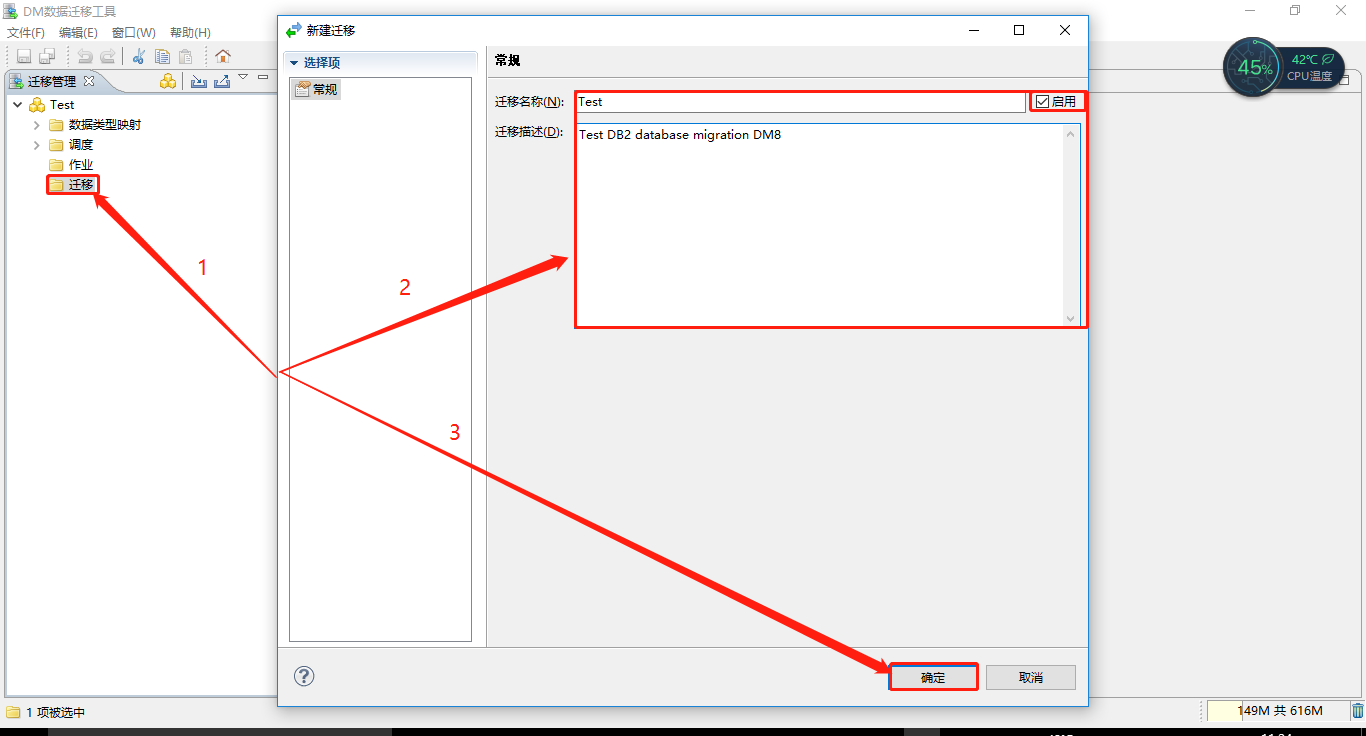 DM数据迁移工具
文件(F) 编辑(E) 窗口(W) 帮助(H)
迁移管理
Test
数据类型映射
调度
作业
迁移
1
新建迁移
选择项
常规
常规
迁移名称(N): Test 启用
迁移描述(D): Test DB2 database migration DM8
2
3
确定 取消
45%
42℃
CPU温度
1 项被选中
149M 共 616M